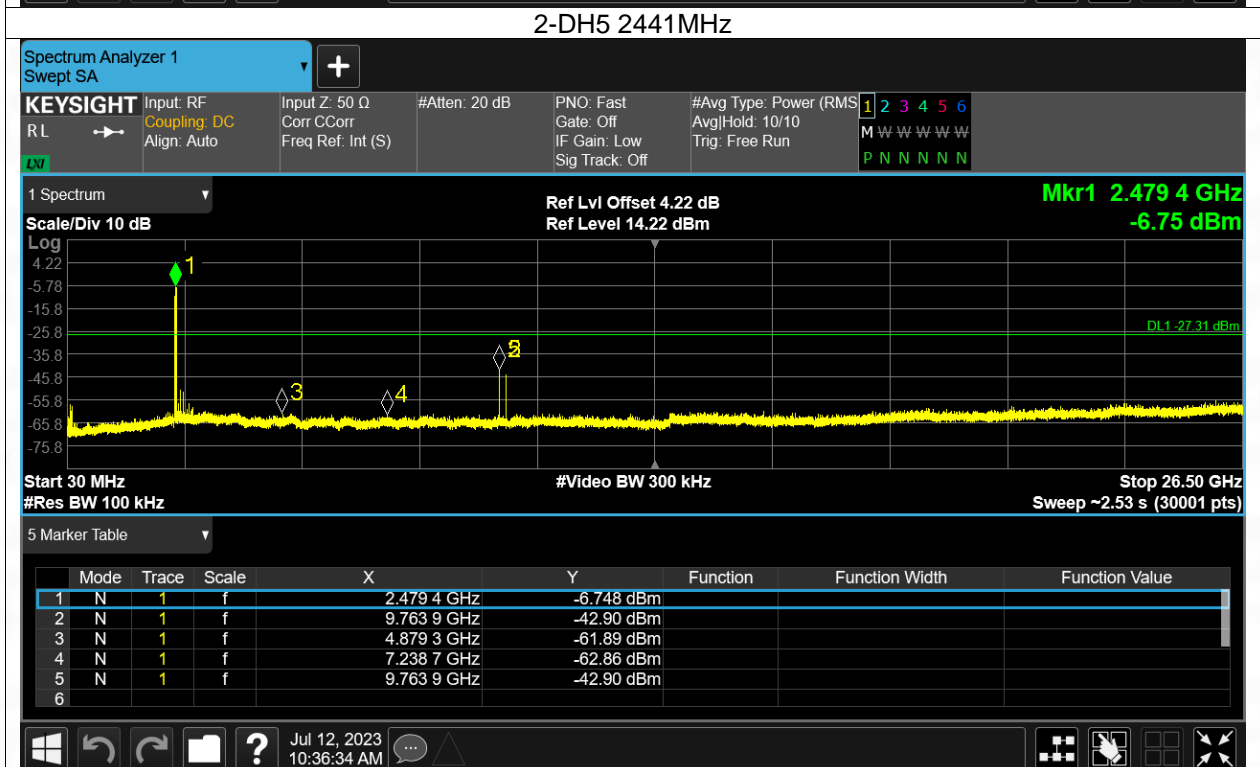 2-DH5 2441MHz
Spectrum Analyzer 1
Swept SA
+
KEYSIGHT Input: RF Input Z: 50 Ω #Atten: 20 dB PNO: Fast #Avg Type: Power (RMS 1 2 3 4 5 6
R L Coupling: DC Corr CCorr Gate: Off Avg|Hold: 10/10 M W W W W W
Align: Auto Freq Ref: Int (S) IF Gain: Low Trig: Free Run
LXI Sig Track: Off P N N N N N
1 Spectrum Ref Lvl Offset 4.22 dB Mkr1 2.479 4 GHz
Scale/Div 10 dB Ref Level 14.22 dBm -6.75 dBm
Log
4.22 1
-5.78
-15.8
-25.8 DL1 -27.31 dBm
-35.8
-45.8 3 4
-55.8
-65.8
-75.8
Start 30 MHz #Video BW 300 kHz Stop 26.50 GHz
#Res BW 100 kHz Sweep ~2.53 s (30001 pts)
5 Marker Table
Mode Trace Scale X Y Function Function Width Function Value
1 N 1 f 2.479 4 GHz -6.748 dBm
2 N 1 f 9.763 9 GHz -42.90 dBm
3 N 1 f 4.879 3 GHz -61.89 dBm
4 N 1 f 7.238 7 GHz -62.86 dBm
5 N 1 f 9.763 9 GHz -42.90 dBm
6
? Jul 12, 2023
10:36:34 AM